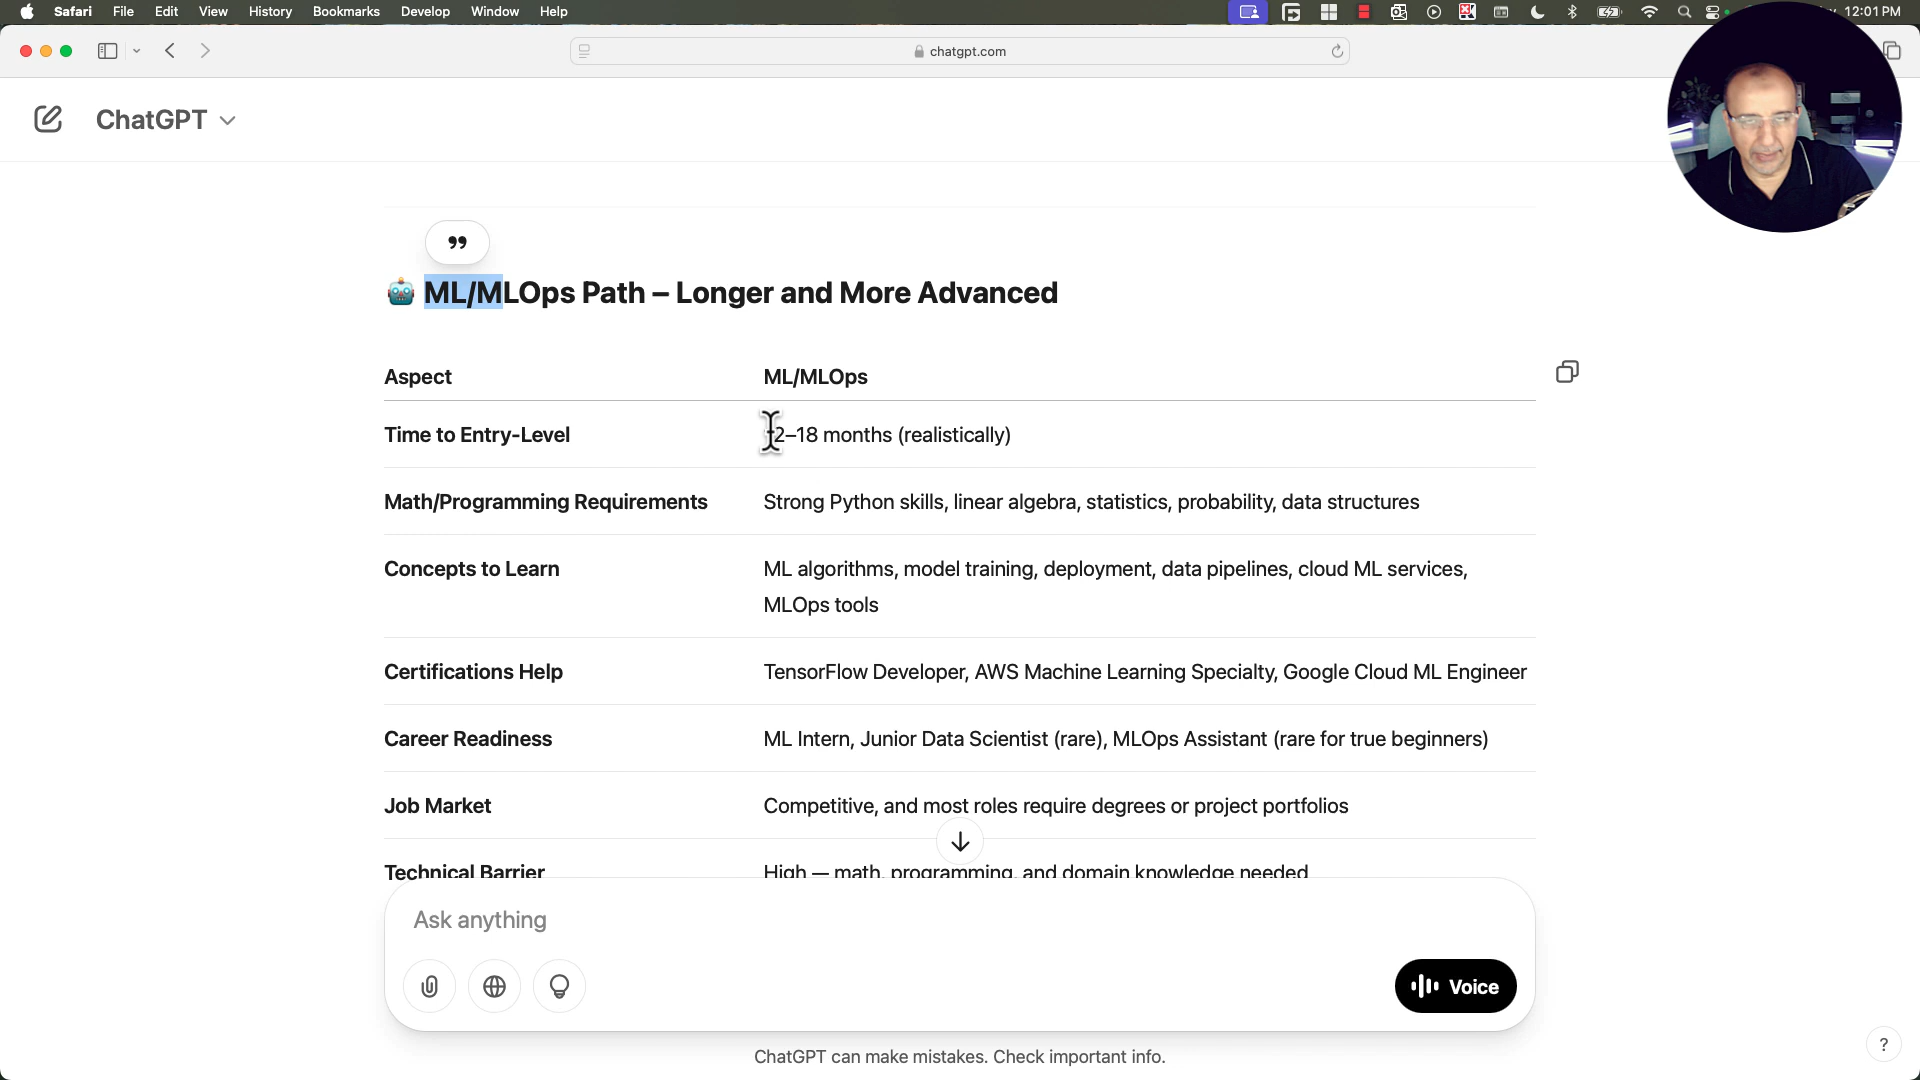 Safari File Edit View History Bookmarks Develop Window Help 12:01 PM
chatgpt.com
ChatGPT
ML/MLOps Path – Longer and More Advanced
Aspect ML/MLOps
Time to Entry-Level 2–18 months (realistically)
Math/Programming Requirements Strong Python skills, linear algebra, statistics, probability, data structures
Concepts to Learn ML algorithms, model training, deployment, data pipelines, cloud ML services,
MLOps tools
Certifications Help TensorFlow Developer, AWS Machine Learning Specialty, Google Cloud ML Engineer
Career Readiness ML Intern, Junior Data Scientist (rare), MLOps Assistant (rare for true beginners)
Job Market Competitive, and most roles require degrees or project portfolios
Technical Barrier High — math, programming, and domain knowledge needed
Ask anything
Voice
ChatGPT can make mistakes. Check important info.
?